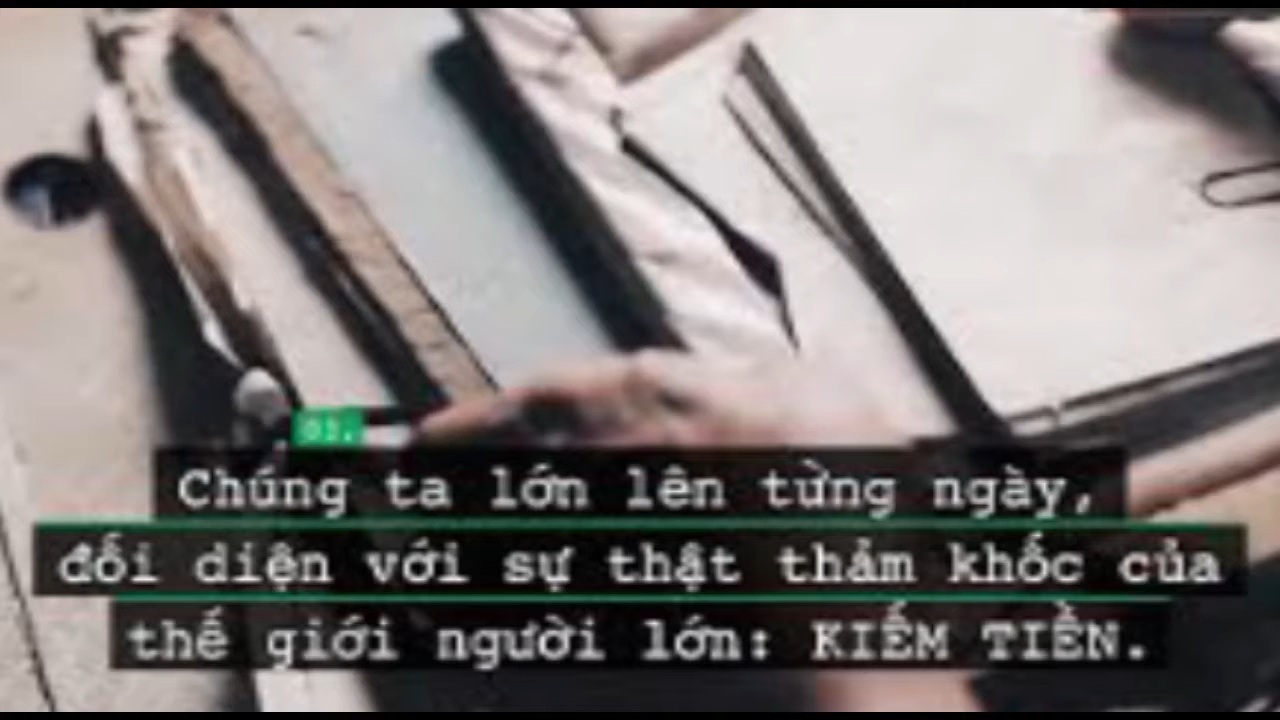 01.
Chúng ta lớn lên từng ngày,
đối diện với sự thật thảm khốc của
thế giới người lớn: KIẾM TIỀN.